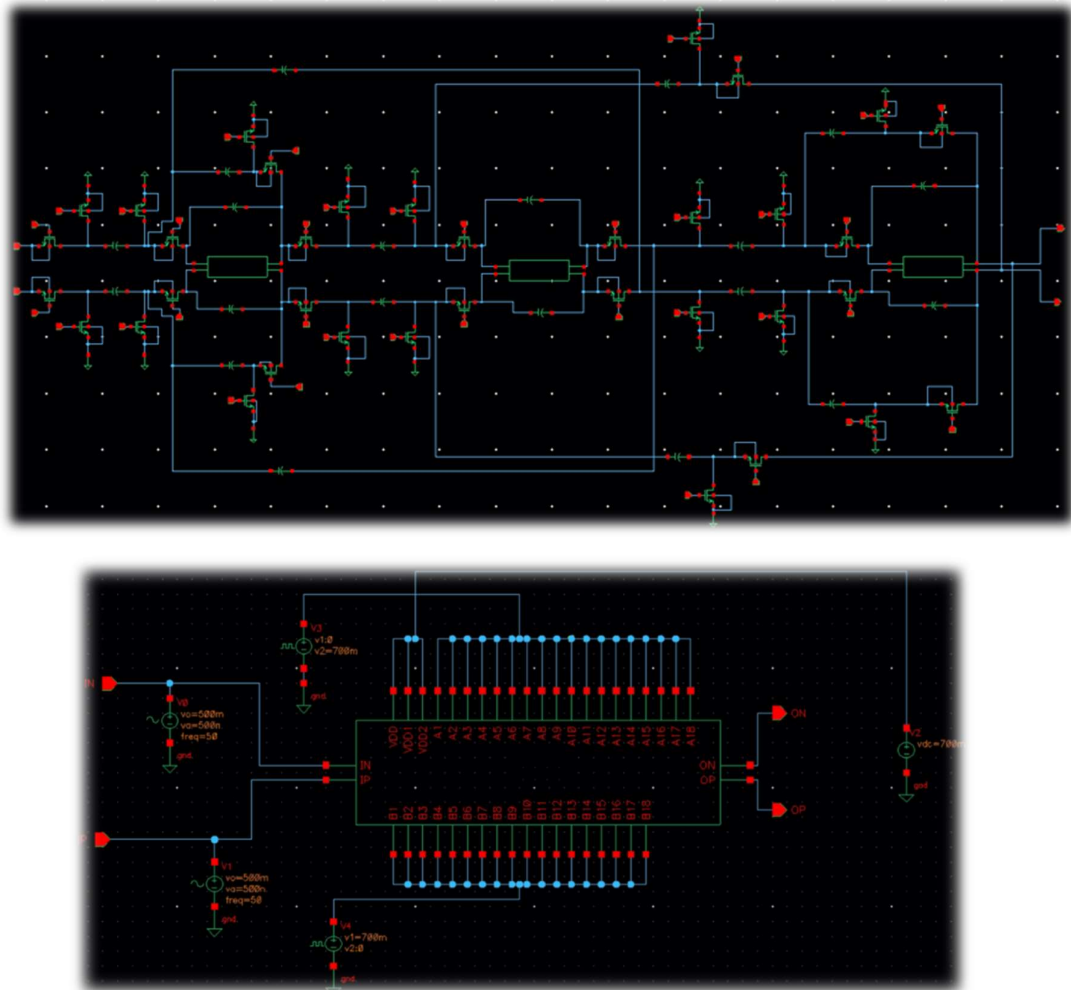 V3
v1:0
v2=700m
gnd
IN
V0
vo=500m
va=500n
freq=50
gnd
VDD
VDD1
VDD2
A1
A2
A3
A4
A5
A6
A7
A8
A9
A10
A11
A12
A13
A14
A15
A16
A17
A18
IN
IP
ON
OP
ON
OP
V2
vdc=700m
gnd
B1
B2
B3
B4
B5
B6
B7
B8
B9
B10
B11
B12
B13
B14
B15
B16
B17
B18
V1
vo=500m
va=500n
freq=50
gnd
V4
v1=700m
v2:0
gnd